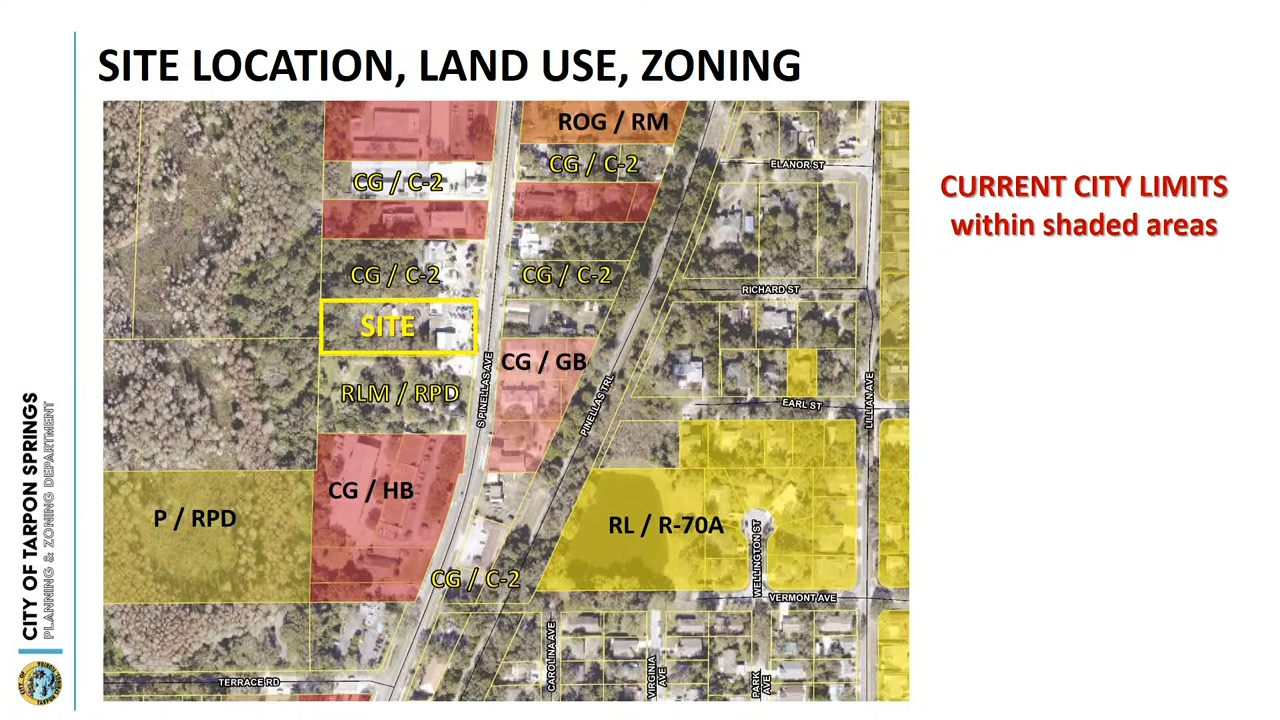 SITE LOCATION, LAND USE, ZONING
ROG / RM
CG / C-2
ELANOR ST
CG / C-2
CURRENT CITY LIMITS
within shaded areas
CG / C-2
CG / C-2
RICHARD ST
SITE
CG / GB
S PINELLAS AVE
PINELLAS TRL
RLM / RPD
EARL ST
LILLIAN AVE
CG / HB
P / RPD
RL / R-70A
WELLINGTON ST
CG / C-2
VERMONT AVE
CAROLINA AVE
VIRGINIA AVE
PARK AVE
TERRACE RD
CITY OF TARPON SPRINGS
PLANNING & ZONING DEPARTMENT